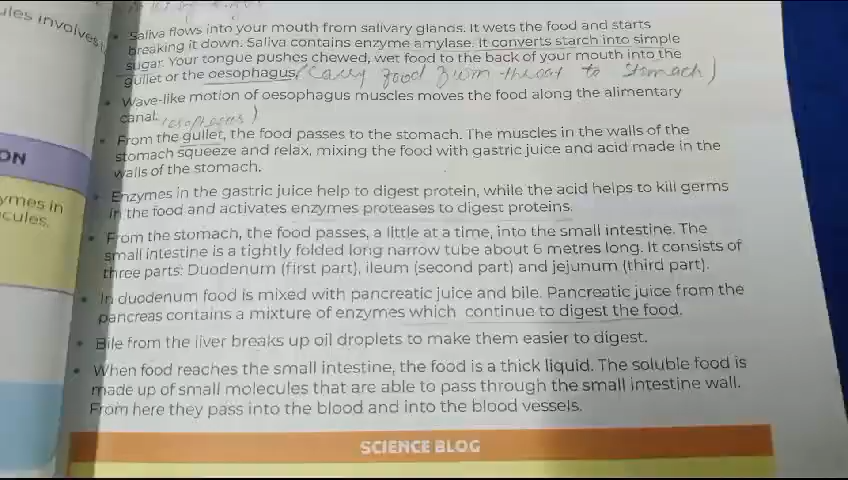 ules involves
Saliva flows into your mouth from salivary glands. It wets the food and starts
breaking it down. Saliva contains enzyme amylase. It converts starch into simple
sugar. Your tongue pushes chewed, wet food to the back of your mouth into the
gullet or the oesophagus. (Carry food from throat to Stomach)
• Wave-like motion of oesophagus muscles moves the food along the alimentary
canal. (esophagus)
• From the gullet, the food passes to the stomach. The muscles in the walls of the
stomach squeeze and relax, mixing the food with gastric juice and acid made in the
walls of the stomach.
• Enzymes in the gastric juice help to digest protein, while the acid helps to kill germs
in the food and activates enzymes proteases to digest proteins.
• From the stomach, the food passes, a little at a time, into the small intestine. The
small intestine is a tightly folded long narrow tube about 6 metres long. It consists of
three parts: Duodenum (first part), ileum (second part) and jejunum (third part).
• In duodenum food is mixed with pancreatic juice and bile. Pancreatic juice from the
pancreas contains a mixture of enzymes which continue to digest the food.
• Bile from the liver breaks up oil droplets to make them easier to digest.
• When food reaches the small intestine, the food is a thick liquid. The soluble food is
made up of small molecules that are able to pass through the small intestine wall.
From here they pass into the blood and into the blood vessels.
ON
ymes in
cules.
SCIENCE BLOG